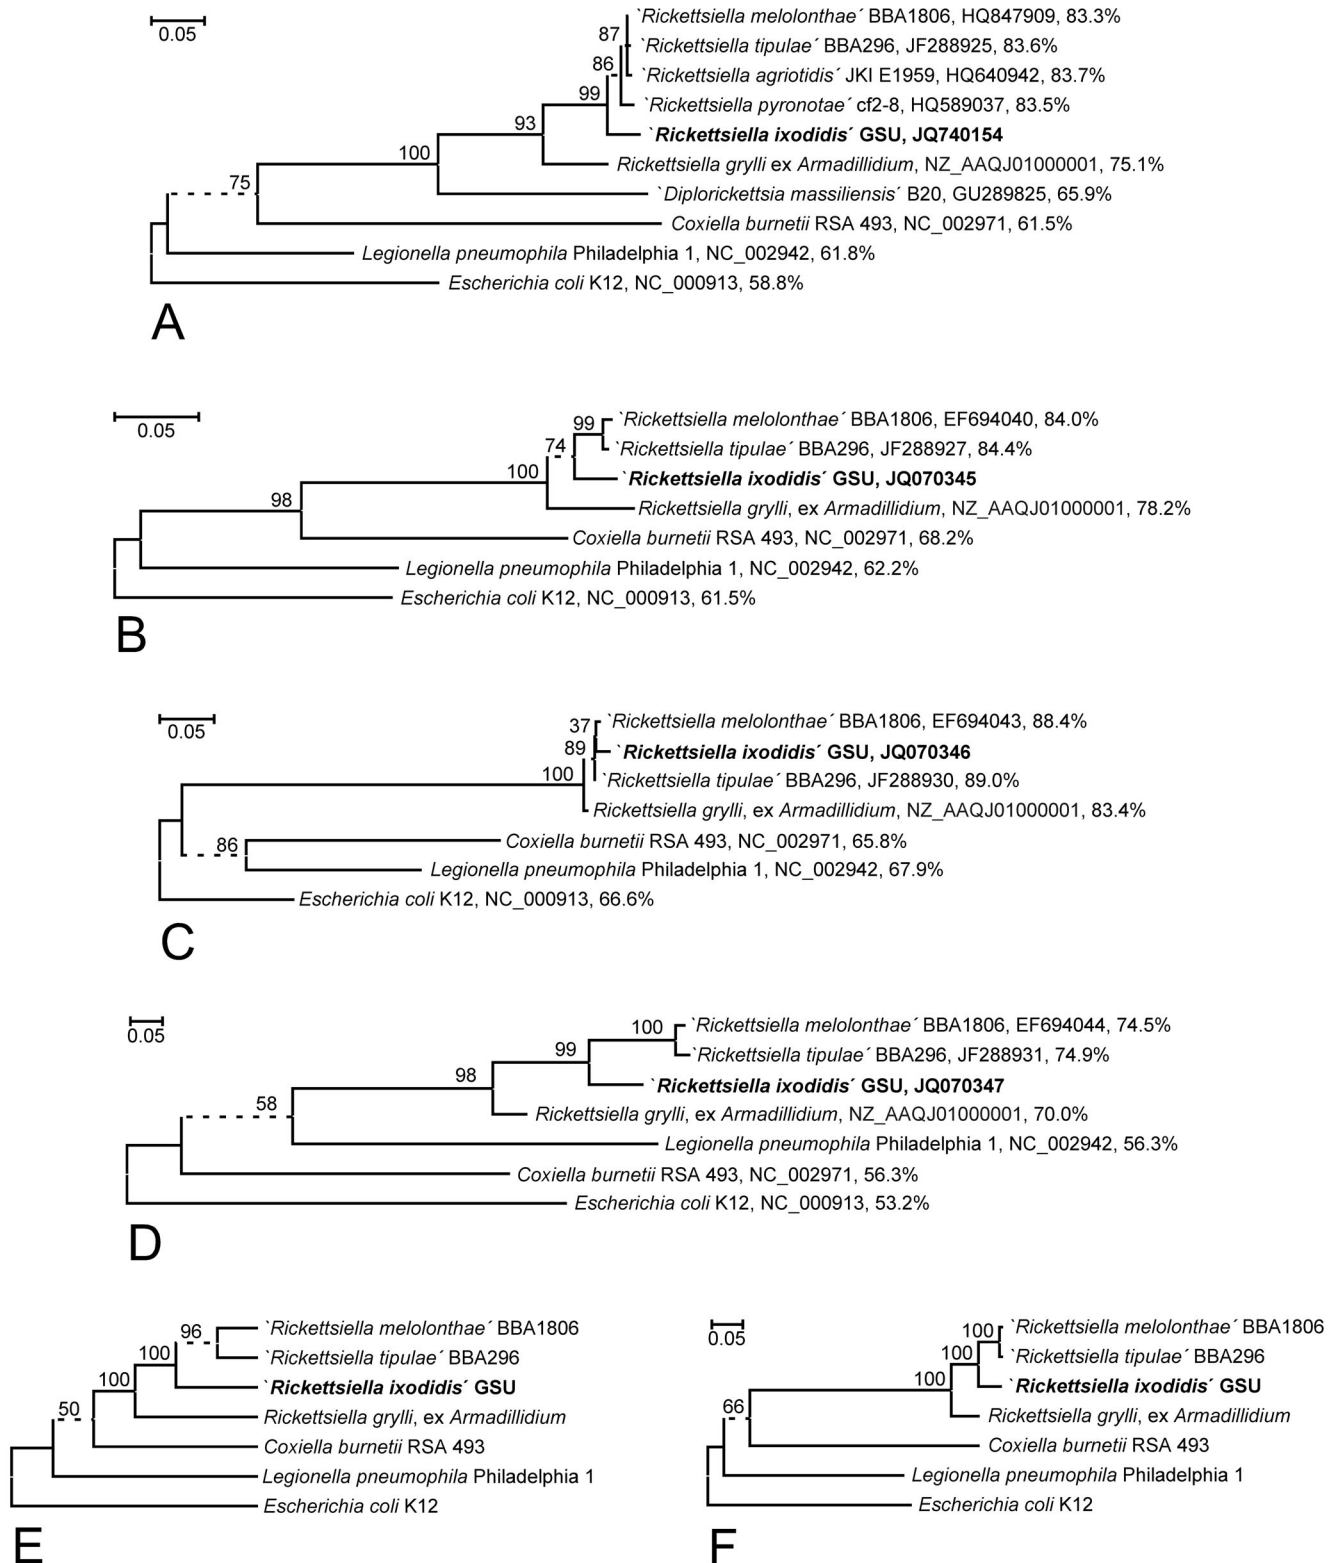 0.05
`Rickettsiella melolonthae´ BBA1806, HQ847909, 83.3%
87
`Rickettsiella tipulae´ BBA296, JF288925, 83.6%
86
`Rickettsiella agriotidis´ JKI E1959, HQ640942, 83.7%
99
`Rickettsiella pyronotae´ cf2-8, HQ589037, 83.5%
93
`Rickettsiella ixodidis´ GSU, JQ740154
100
Rickettsiella grylli ex Armadillidium, NZ_AAQJ01000001, 75.1%
75
`Diplorickettsia massiliensis´ B20, GU289825, 65.9%
Coxiella burnetii RSA 493, NC_002971, 61.5%
Legionella pneumophila Philadelphia 1, NC_002942, 61.8%
Escherichia coli K12, NC_000913, 58.8%
A
0.05
99
`Rickettsiella melolonthae´ BBA1806, EF694040, 84.0%
74
`Rickettsiella tipulae´ BBA296, JF288927, 84.4%
100
`Rickettsiella ixodidis´ GSU, JQ070345
98
Rickettsiella grylli, ex Armadillidium, NZ_AAQJ01000001, 78.2%
Coxiella burnetii RSA 493, NC_002971, 68.2%
Legionella pneumophila Philadelphia 1, NC_002942, 62.2%
Escherichia coli K12, NC_000913, 61.5%
B
0.05
37
`Rickettsiella melolonthae´ BBA1806, EF694043, 88.4%
89
`Rickettsiella ixodidis´ GSU, JQ070346
100
`Rickettsiella tipulae´ BBA296, JF288930, 89.0%
Rickettsiella grylli, ex Armadillidium, NZ_AAQJ01000001, 83.4%
86
Coxiella burnetii RSA 493, NC_002971, 65.8%
Legionella pneumophila Philadelphia 1, NC_002942, 67.9%
Escherichia coli K12, NC_000913, 66.6%
C
0.05
100
`Rickettsiella melolonthae´ BBA1806, EF694044, 74.5%
99
`Rickettsiella tipulae´ BBA296, JF288931, 74.9%
98
`Rickettsiella ixodidis´ GSU, JQ070347
58
Rickettsiella grylli, ex Armadillidium, NZ_AAQJ01000001, 70.0%
Legionella pneumophila Philadelphia 1, NC_002942, 56.3%
Coxiella burnetii RSA 493, NC_002971, 56.3%
Escherichia coli K12, NC_000913, 53.2%
D
96
`Rickettsiella melolonthae´ BBA1806
100
`Rickettsiella tipulae´ BBA296
100
`Rickettsiella ixodidis´ GSU
50
Rickettsiella grylli, ex Armadillidium
Coxiella burnetii RSA 493
Legionella pneumophila Philadelphia 1
Escherichia coli K12
E
0.05
100
`Rickettsiella melolonthae´ BBA1806
100
`Rickettsiella tipulae´ BBA296
100
`Rickettsiella ixodidis´ GSU
66
Rickettsiella grylli, ex Armadillidium
Coxiella burnetii RSA 493
Legionella pneumophila Philadelphia 1
Escherichia coli K12
F